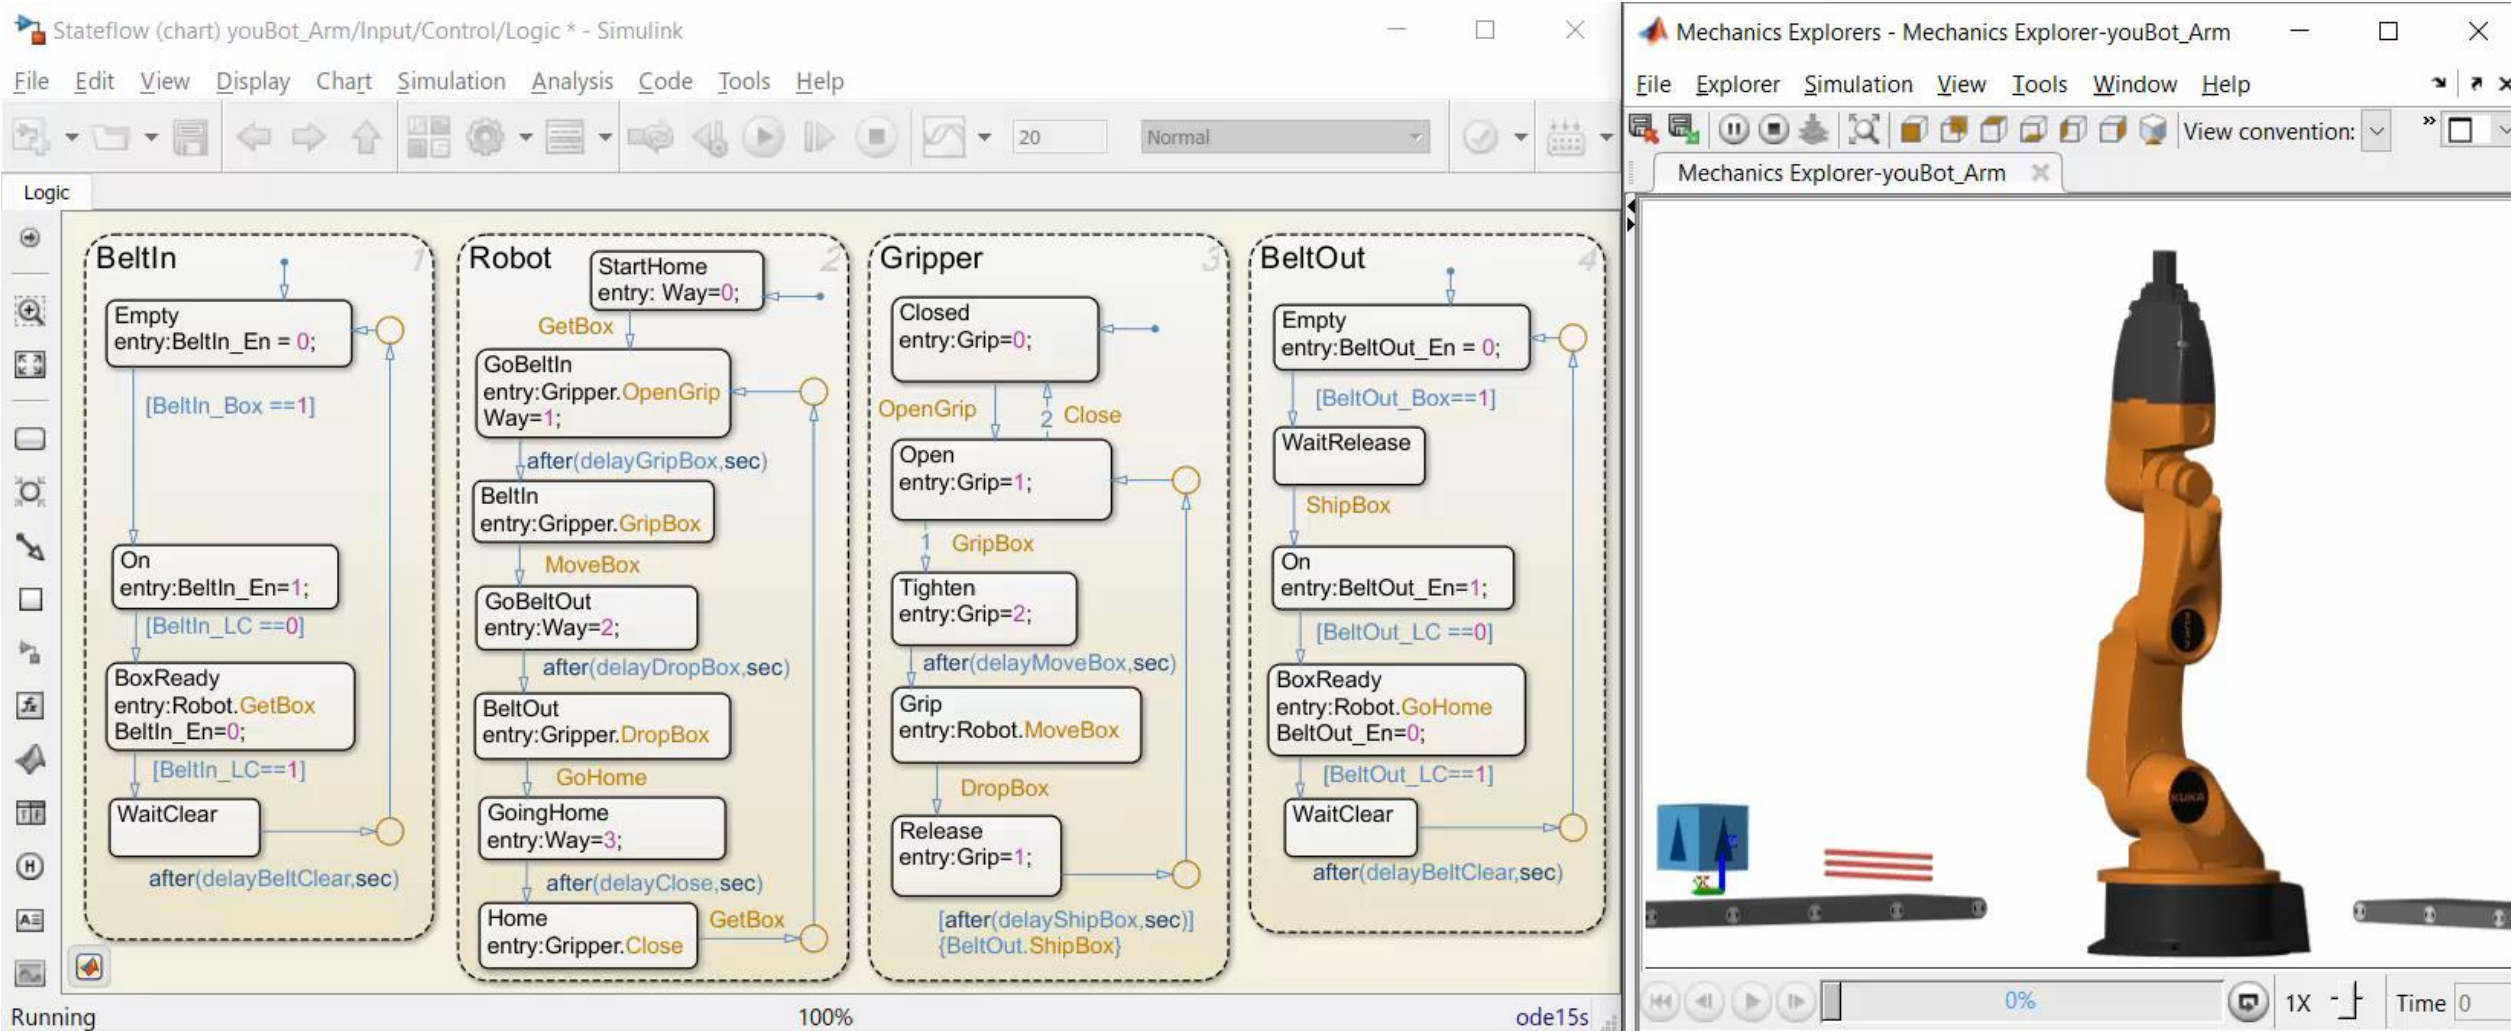 Stateflow (chart) youBot_Arm/Input/Control/Logic * - Simulink
File Edit View Display Chart Simulation Analysis Code Tools Help
20
Normal
Logic
BeltIn
1
Empty
entry:BeltIn_En = 0;
[BeltIn_Box ==1]
On
entry:BeltIn_En=1;
[BeltIn_LC ==0]
BoxReady
entry:Robot.GetBox
BeltIn_En=0;
[BeltIn_LC==1]
WaitClear
after(delayBeltClear,sec)
Robot
2
StartHome
entry: Way=0;
GetBox
GoBeltIn
entry:Gripper.OpenGrip
Way=1;
after(delayGripBox,sec)
BeltIn
entry:Gripper.GripBox
MoveBox
GoBeltOut
entry:Way=2;
after(delayDropBox,sec)
BeltOut
entry:Gripper.DropBox
GoHome
GoingHome
entry:Way=3;
after(delayClose,sec)
Home
entry:Gripper.Close
GetBox
Gripper
3
Closed
entry:Grip=0;
OpenGrip
2 Close
Open
entry:Grip=1;
1 GripBox
Tighten
entry:Grip=2;
after(delayMoveBox,sec)
Grip
entry:Robot.MoveBox
DropBox
Release
entry:Grip=1;
[after(delayShipBox,sec)]
{BeltOut.ShipBox}
BeltOut
4
Empty
entry:BeltOut_En = 0;
[BeltOut_Box==1]
WaitRelease
ShipBox
On
entry:BeltOut_En=1;
[BeltOut_LC ==0]
BoxReady
entry:Robot.GoHome
BeltOut_En=0;
[BeltOut_LC==1]
WaitClear
after(delayBeltClear,sec)
Running
100%
ode15s
Mechanics Explorers - Mechanics Explorer-youBot_Arm
File Explorer Simulation View Tools Window Help
View convention:
Mechanics Explorer-youBot_Arm
KUKA
KUKA
0%
1X
Time 0